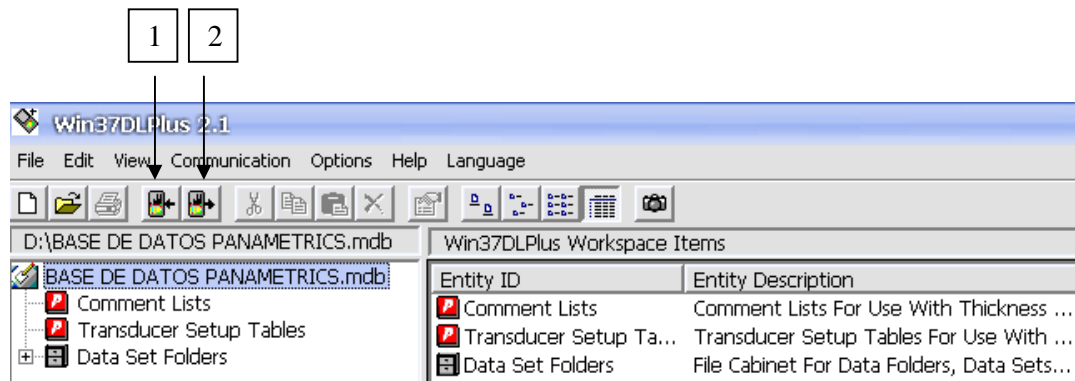 1 2
Win37DLPlus 2.1
File Edit View Communication Options Help Language
D:\BASE DE DATOS PANAMETRICS.mdb Win37DLPlus Workspace Items
BASE DE DATOS PANAMETRICS.mdb
Comment Lists
Transducer Setup Tables
Data Set Folders
Entity ID Entity Description
Comment Lists Comment Lists For Use With Thickness ...
Transducer Setup Ta... Transducer Setup Tables For Use With ...
Data Set Folders File Cabinet For Data Folders, Data Sets...